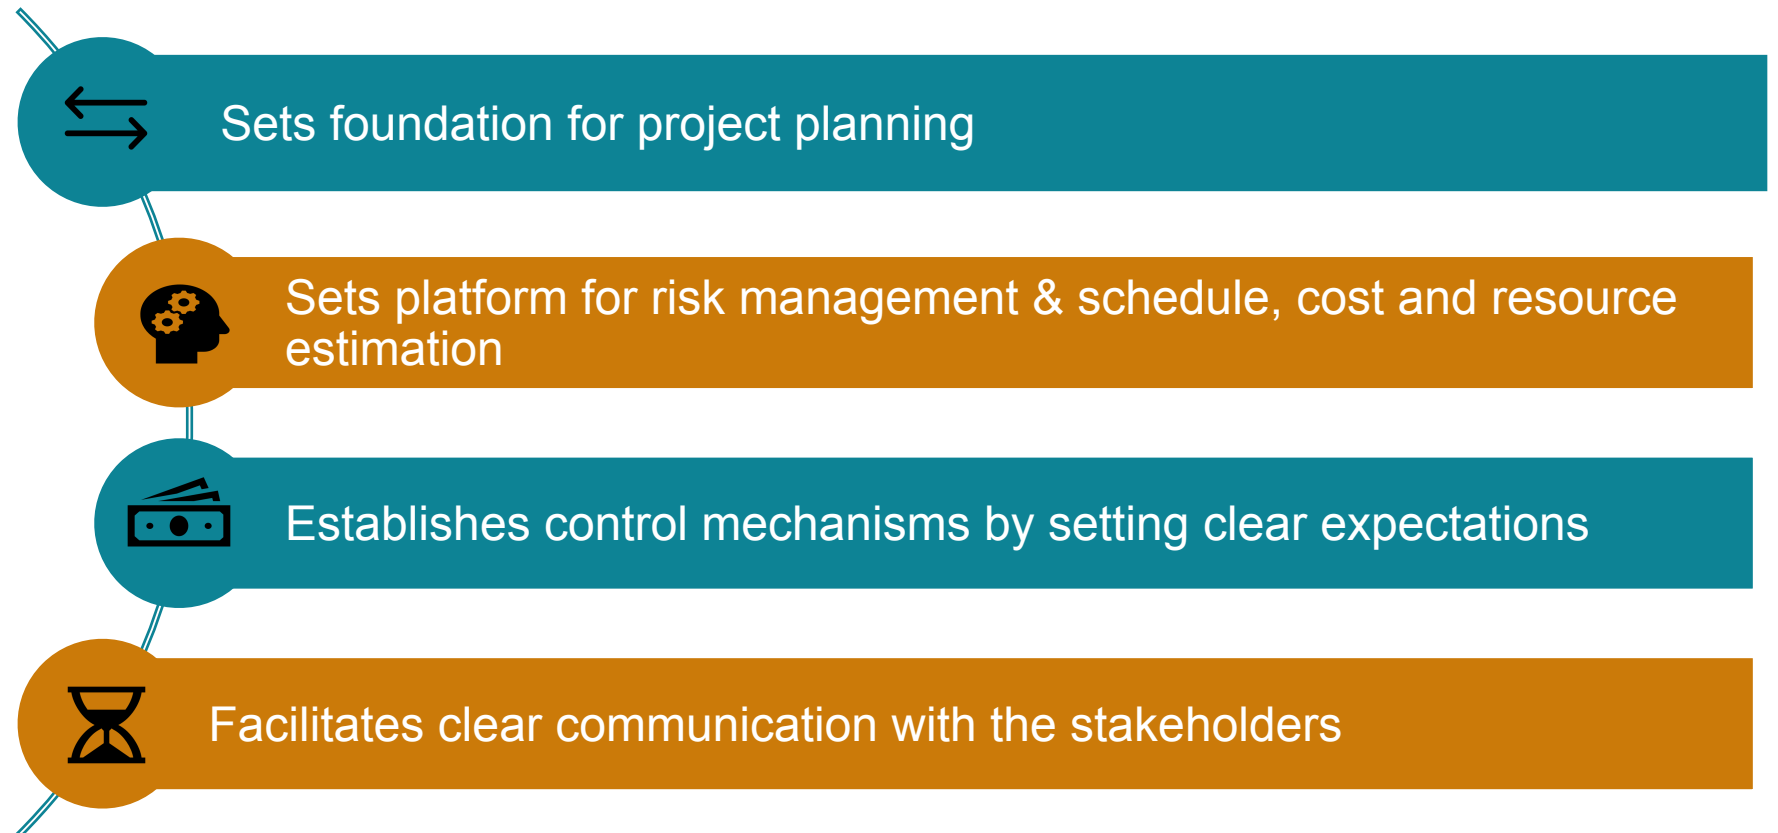 Sets foundation for project planning
Sets platform for risk management & schedule, cost and resource
estimation
Establishes control mechanisms by setting clear expectations
Facilitates clear communication with the stakeholders